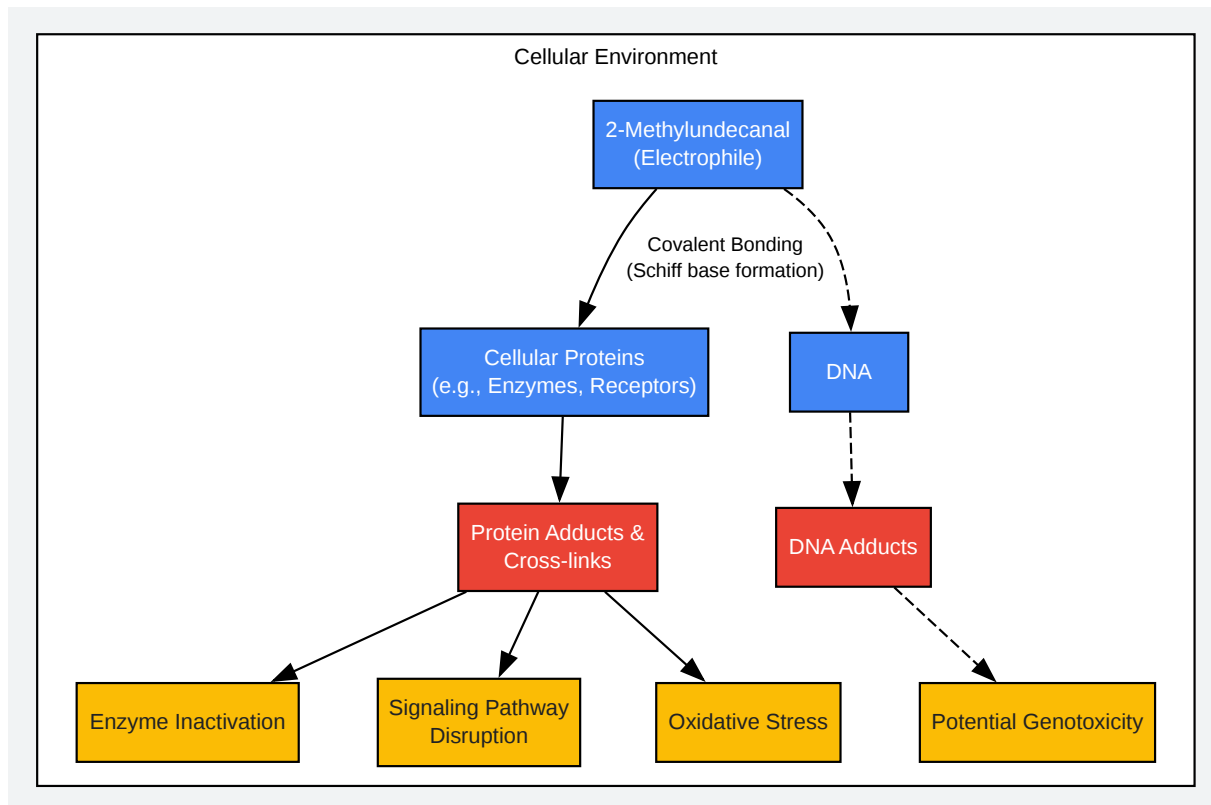 Cellular Environment
2-Methylundecanal
(Electrophile)
Covalent Bonding
(Schiff base formation)
Cellular Proteins
(e.g., Enzymes, Receptors)
DNA
Protein Adducts &
Cross-links
DNA Adducts
Enzyme Inactivation
Signaling Pathway
Disruption
Oxidative Stress
Potential Genotoxicity